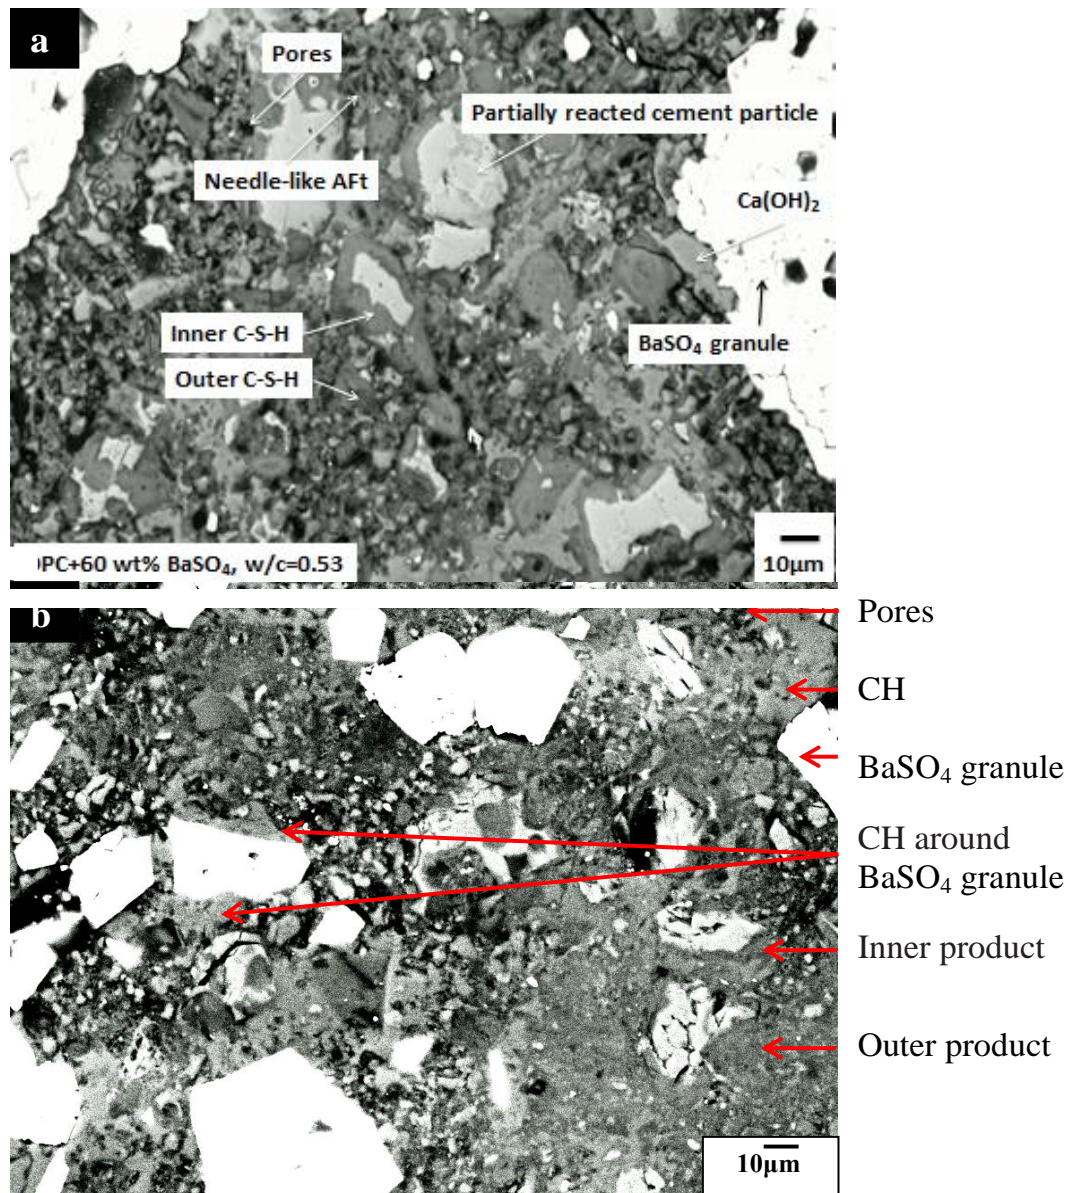 a
Pores
Partially reacted cement particle
Needle-like AFt
Ca(OH)₂
Inner C-S-H
BaSO₄ granule
Outer C-S-H
)PC+60 wt% BaSO₄, w/c=0.53
10µm
b
Pores
CH
BaSO₄ granule
CH around
BaSO₄ granule
Inner product
Outer product
10µm